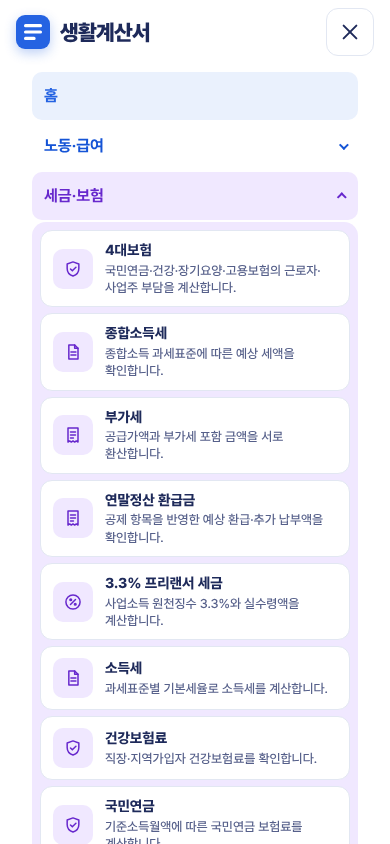 생활계산서
홈
노동·급여
세금·보험
4대보험
국민연금·건강·장기요양·고용보험의 근로자·
사업주 부담을 계산합니다.
종합소득세
종합소득 과세표준에 따른 예상 세액을
확인합니다.
부가세
공급가액과 부가세 포함 금액을 서로
환산합니다.
연말정산 환급금
공제 항목을 반영한 예상 환급·추가 납부액을
확인합니다.
3.3% 프리랜서 세금
사업소득 원천징수 3.3%와 실수령액을
계산합니다.
소득세
과세표준별 기본세율로 소득세를 계산합니다.
건강보험료
직장·지역가입자 건강보험료를 확인합니다.
국민연금
기준소득월액에 따른 국민연금 보험료를
계산합니다.